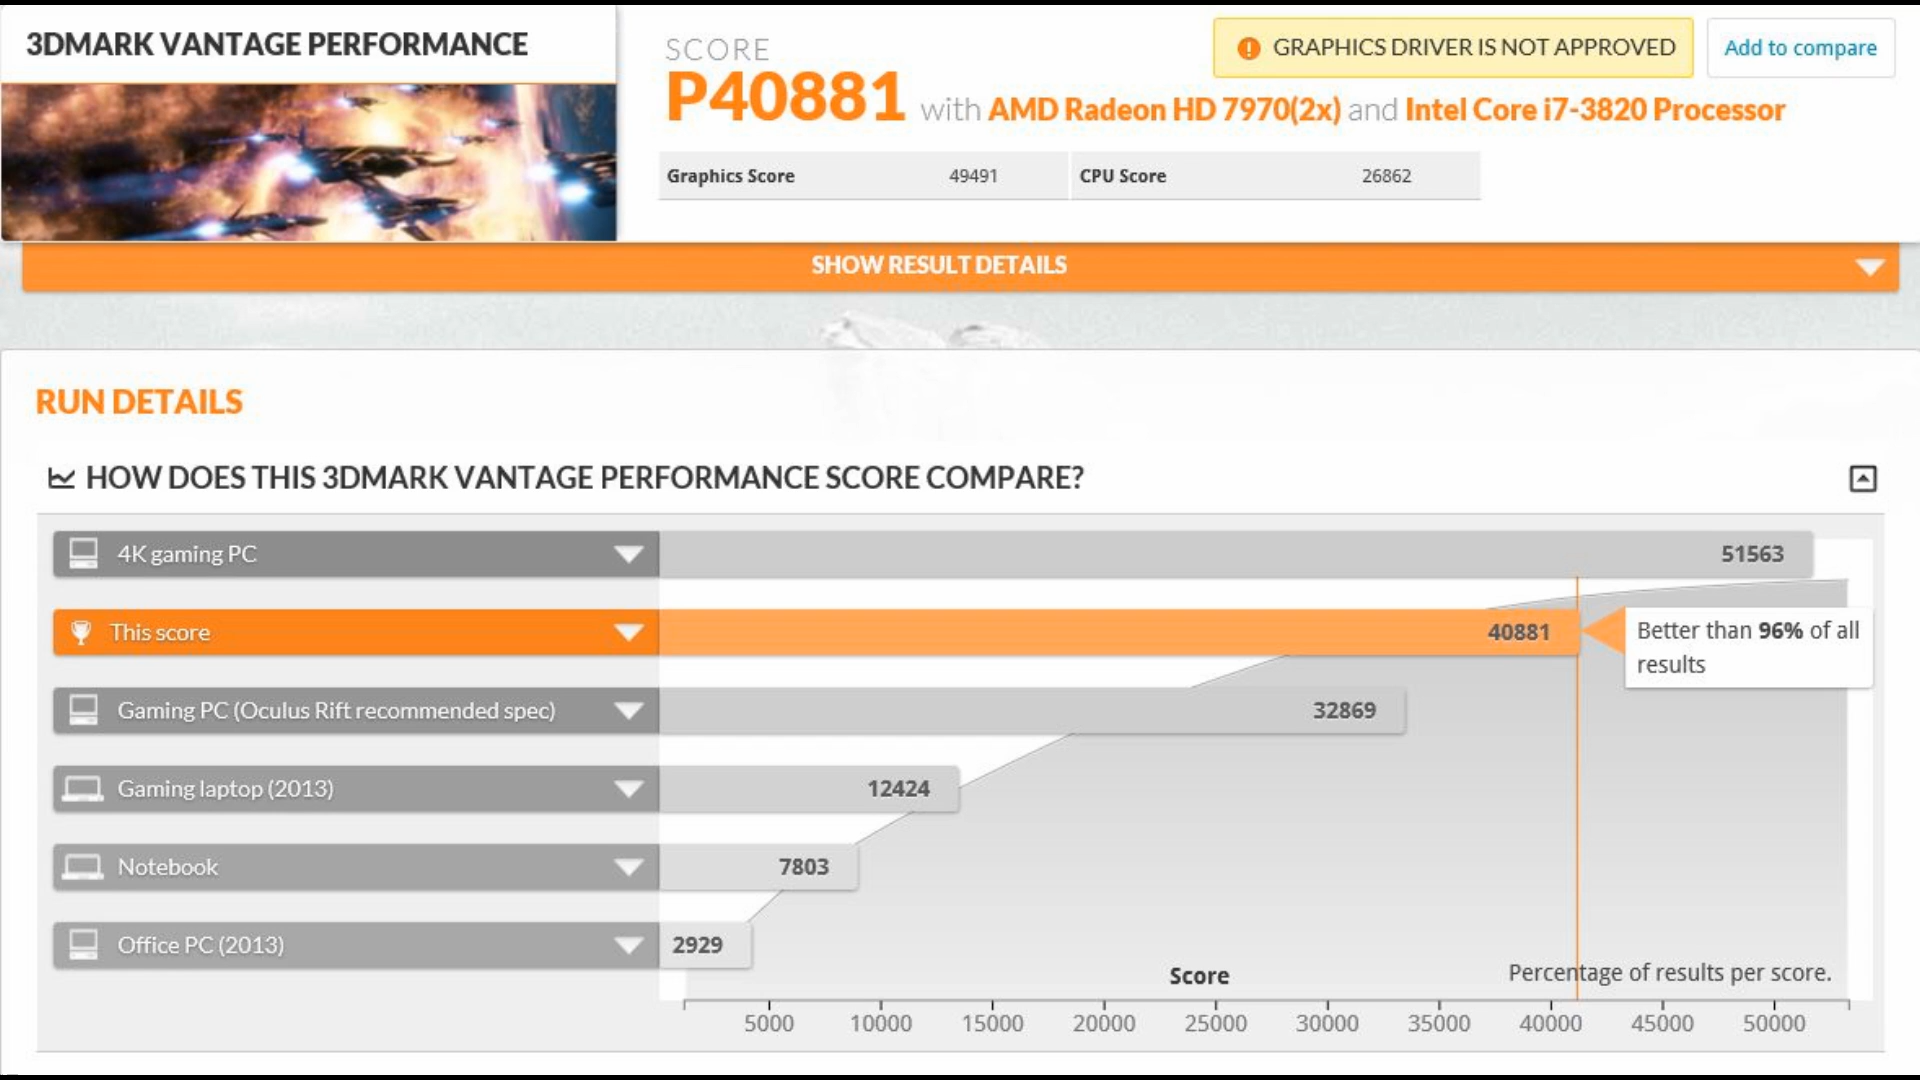 3DMARK VANTAGE PERFORMANCE
SCORE
P40881 with AMD Radeon HD 7970(2x) and Intel Core i7-3820 Processor
GRAPHICS DRIVER IS NOT APPROVED
Add to compare
Graphics Score 49491 CPU Score 26862
SHOW RESULT DETAILS
RUN DETAILS
HOW DOES THIS 3DMARK VANTAGE PERFORMANCE SCORE COMPARE?
4K gaming PC 51563
This score 40881
Better than 96% of all
results
Gaming PC (Oculus Rift recommended spec) 32869
Gaming laptop (2013) 12424
Notebook 7803
Office PC (2013) 2929
Score
Percentage of results per score.
5000 10000 15000 20000 25000 30000 35000 40000 45000 50000